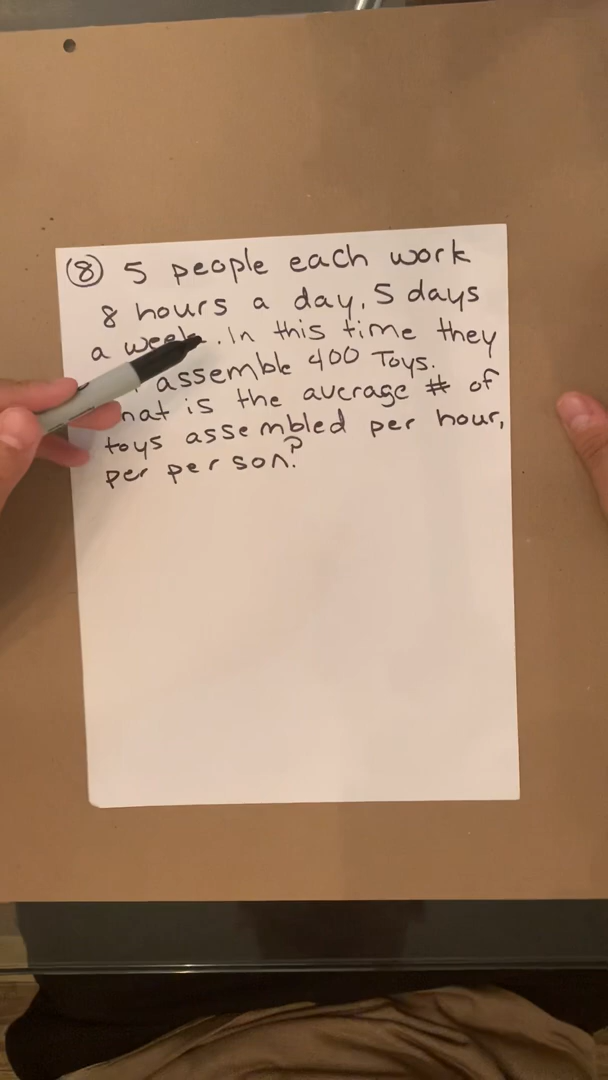 ⑧ 5 people each work
8 hours a day, 5 days
a week. In this time they
assemble 400 Toys.
is the average # of
toys assembled per hour,
per person?